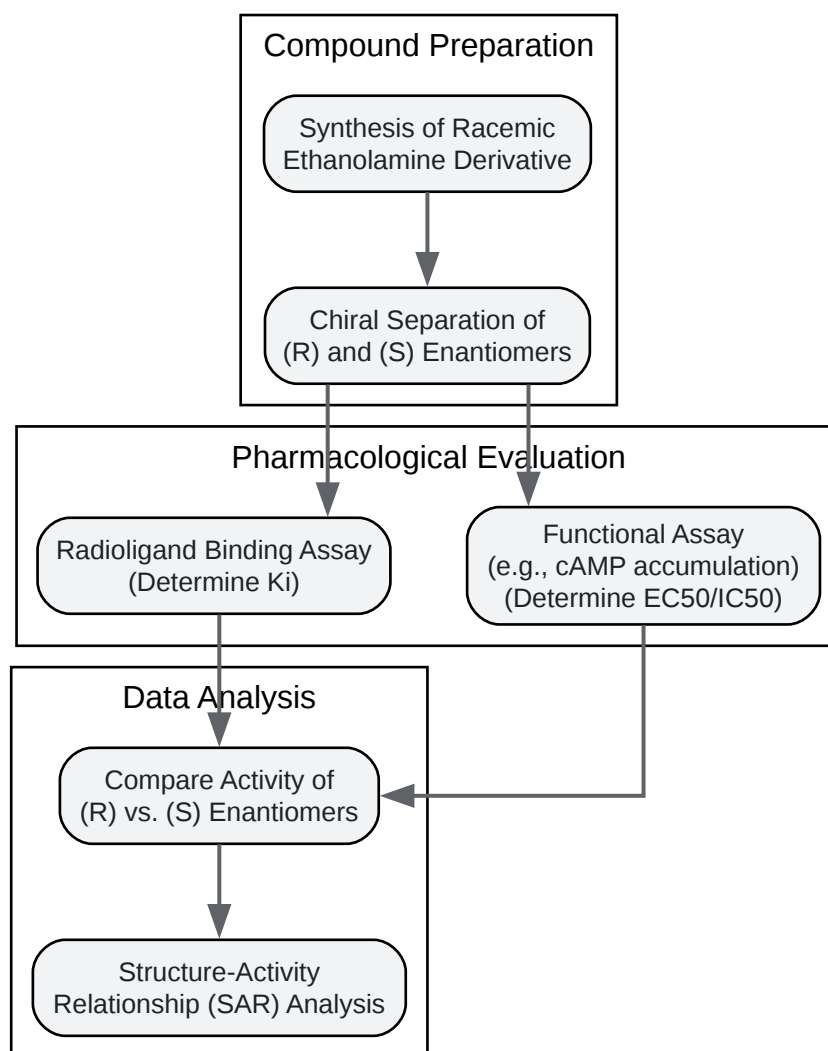 Compound Preparation
Synthesis of Racemic
Ethanolamine Derivative
Chiral Separation of
(R) and (S) Enantiomers
Pharmacological Evaluation
Radioligand Binding Assay
(Determine Ki)
Functional Assay
(e.g., cAMP accumulation)
(Determine EC50/IC50)
Data Analysis
Compare Activity of
(R) vs. (S) Enantiomers
Structure-Activity
Relationship (SAR) Analysis